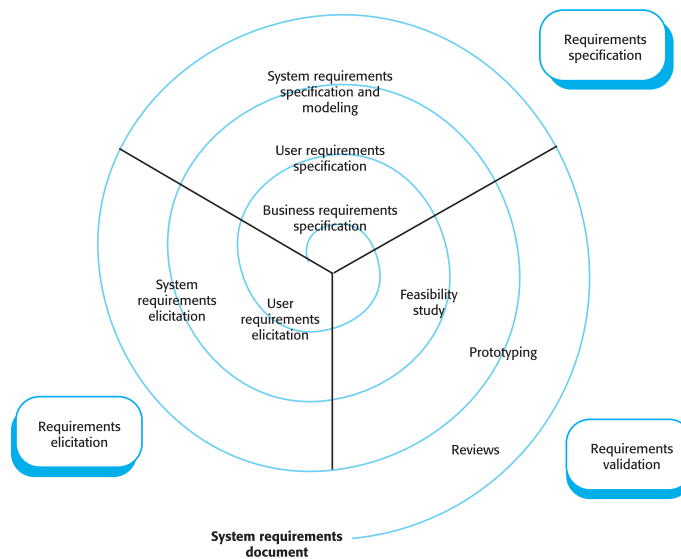 Requirements
specification
System requirements
specification and
modeling
User requirements
specification
Business requirements
specification
System
requirements
elicitation
User
requirements
elicitation
Feasibility
study
Prototyping
Reviews
Requirements
elicitation
Requirements
validation
System requirements
document